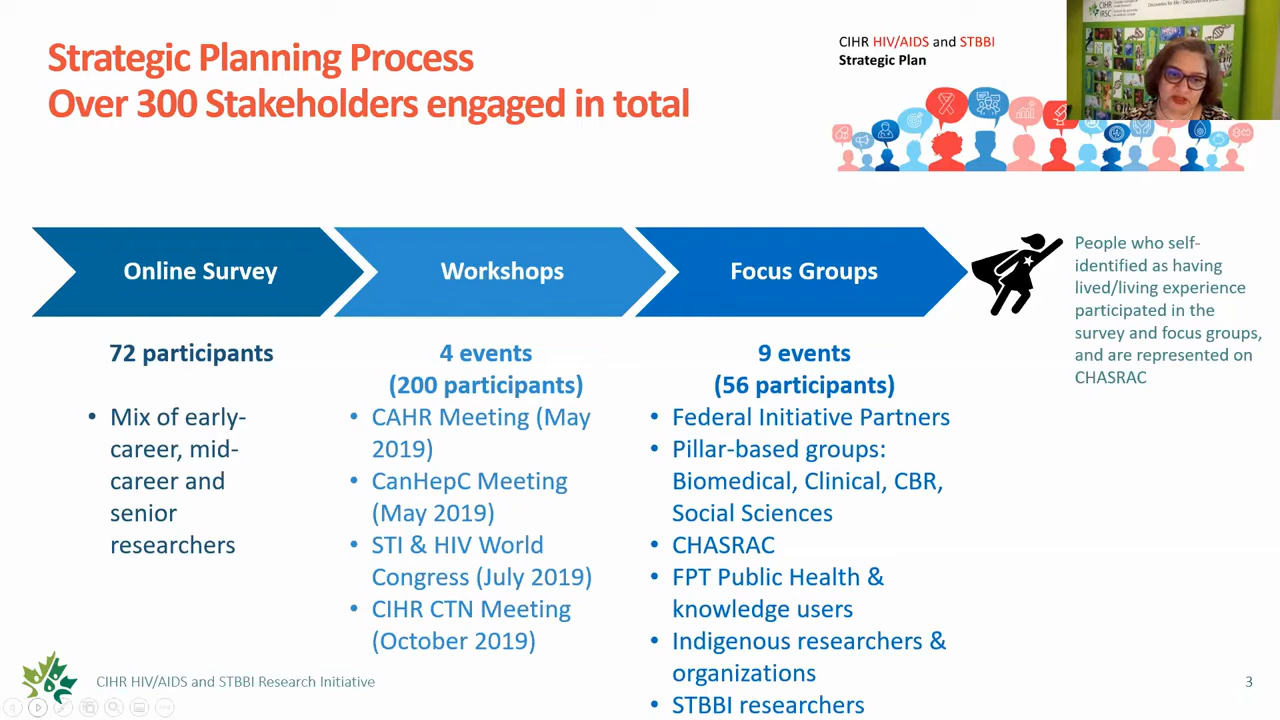 Strategic Planning Process
Over 300 Stakeholders engaged in total
CIHR HIV/AIDS and STBBI
Strategic Plan
CIHR
IRSC
Online Survey
Workshops
Focus Groups
People who self-
identified as having
lived/living experience
participated in the
survey and focus groups,
and are represented on
CHASRAC
72 participants
• Mix of early-
career, mid-
career and
senior
researchers
4 events
(200 participants)
• CAHR Meeting (May
2019)
• CanHepC Meeting
(May 2019)
• STI & HIV World
Congress (July 2019)
• CIHR CTN Meeting
(October 2019)
9 events
(56 participants)
• Federal Initiative Partners
• Pillar-based groups:
Biomedical, Clinical, CBR,
Social Sciences
• CHASRAC
• FPT Public Health &
knowledge users
• Indigenous researchers &
organizations
• STBBI researchers
CIHR HIV/AIDS and STBBI Research Initiative
3